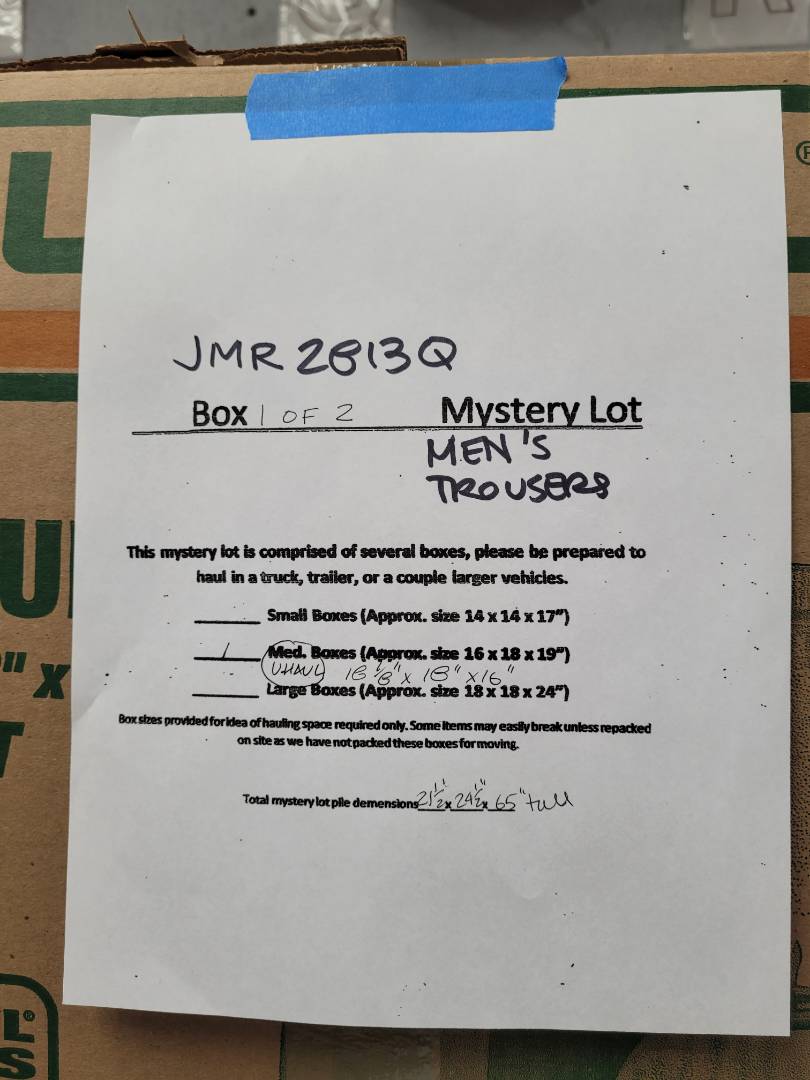 JMR 2813Q
Box 1 OF 2 Mystery Lot
MEN'S
TROUSERS
This mystery lot is comprised of several boxes, please be prepared to
haul in a truck, trailer, or a couple larger vehicles.
______ Small Boxes (Approx. size 14 x 14 x 17")
___1___ Med. Boxes (Approx. size 16 x 18 x 19")
UHAUL 18 1/8" x 18" x 16"
______ Large Boxes (Approx. size 18 x 18 x 24")
Box sizes provided for idea of hauling space required only. Some items may easily break unless repacked
on site as we have not packed these boxes for moving.
Total mystery lot pile demensions 21 1/2" x 24 1/2" x 65" tall
L
U
" X
T
L®
S